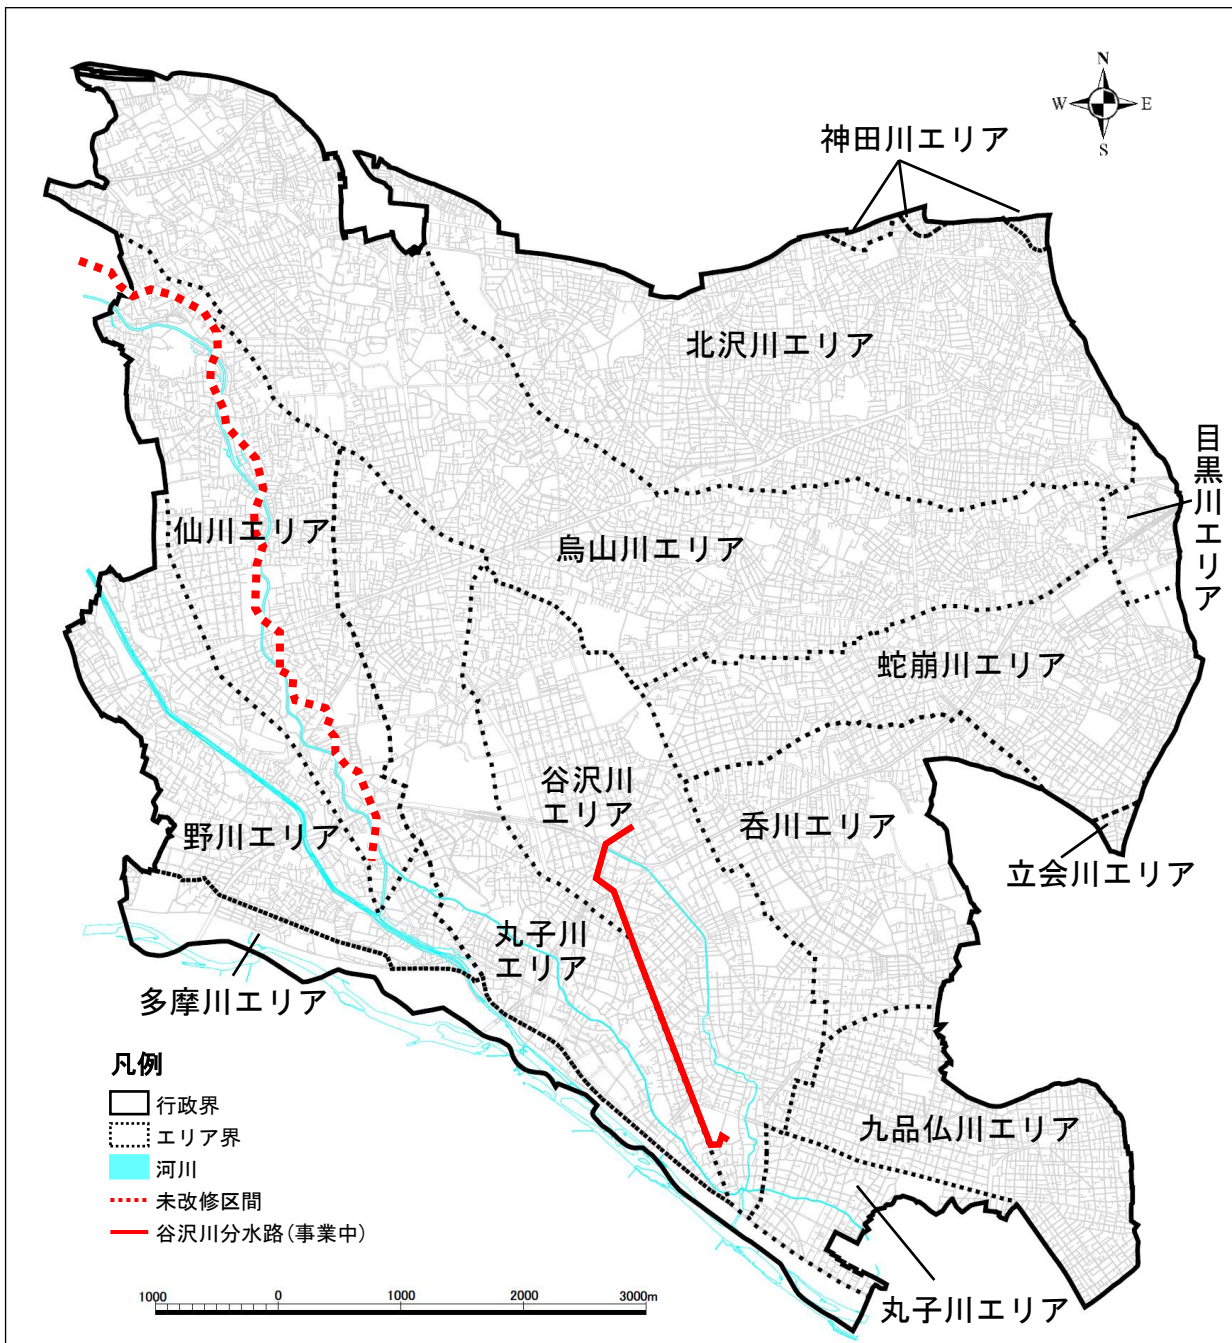 N
W
E
S
神田川エリア
北沢川エリア
目黒川エリア
仙川エリア
烏山川エリア
蛇崩川エリア
谷沢川
エリア
呑川エリア
野川エリア
立会川エリア
丸子川
エリア
多摩川エリア
九品仏川エリア
丸子川エリア
凡例
行政界
エリア界
河川
未改修区間
谷沢川分水路(事業中)
1000 0 1000 2000 3000m